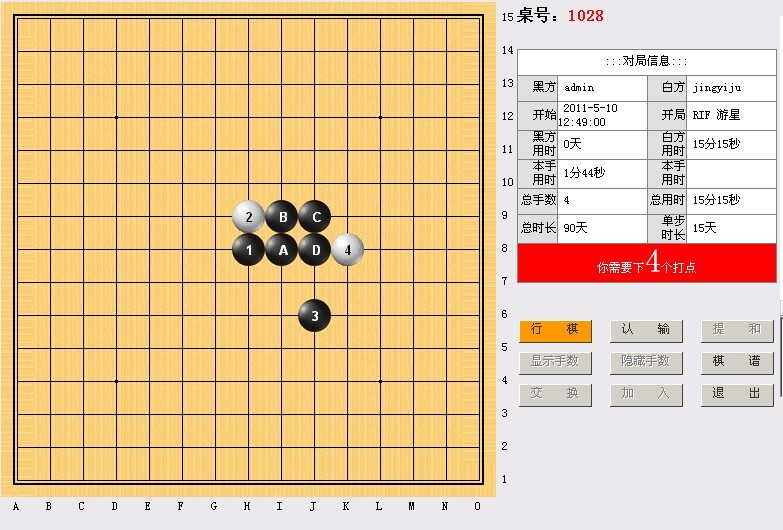 15 桌号：1028
14
:::对局信息:::
13
黑方 admin 白方 jingyiju
12
开始 2011-5-10 12:49:00 开局 RIF 游星
11
黑方用时 0天 白方用时 15分15秒
10
本手用时 1分44秒 本手用时
总手数 4 总用时 15分15秒
9
总时长 90天 单步时长 15天
2 B C
8
1 A D 4
你需要下4个打点
7
6
3
行 棋 认 输 提 和
5
显示手数 隐藏手数 棋 谱
4
交 换 加 入 退 出
3
2
1
A B C D E F G H I J K L M N O